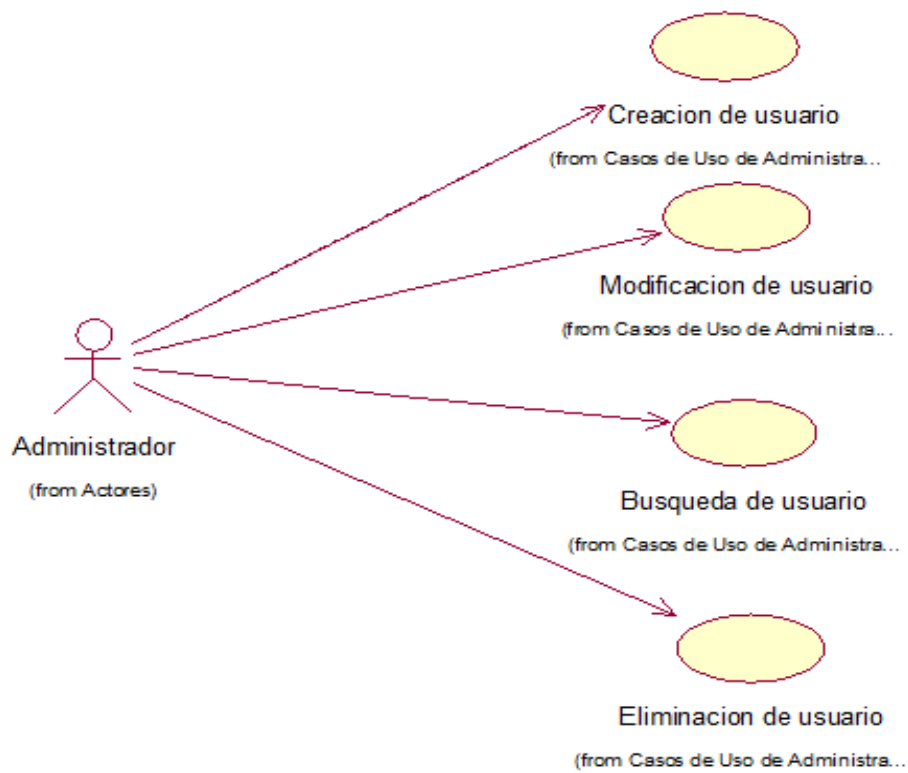 Creacion de usuario
(from Casos de Uso de Administra...
Modificacion de usuario
(from Casos de Uso de Administra...
Administrador
(from Actores)
Búsqueda de usuario
(from Casos de Uso de Administra...
Eliminacion de usuario
(from Casos de Uso de Administra...